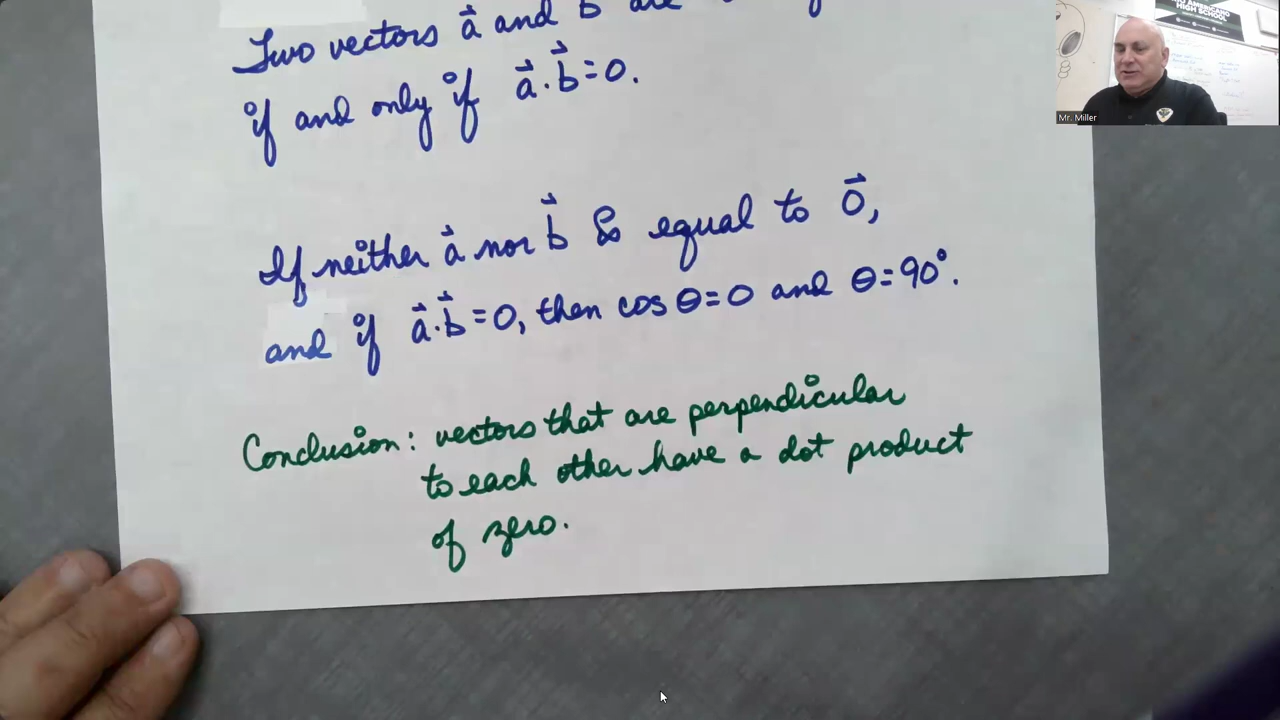 Two vectors a⃗ and b⃗ are
if and only if a⃗·b⃗=0.
If neither a⃗ nor b⃗ is equal to 0⃗,
and if a⃗·b⃗=0, then cos θ=0 and θ=90°.
Conclusion: vectors that are perpendicular
to each other have a dot product
of zero.
HIGH SCHOOL
Mr. Miller